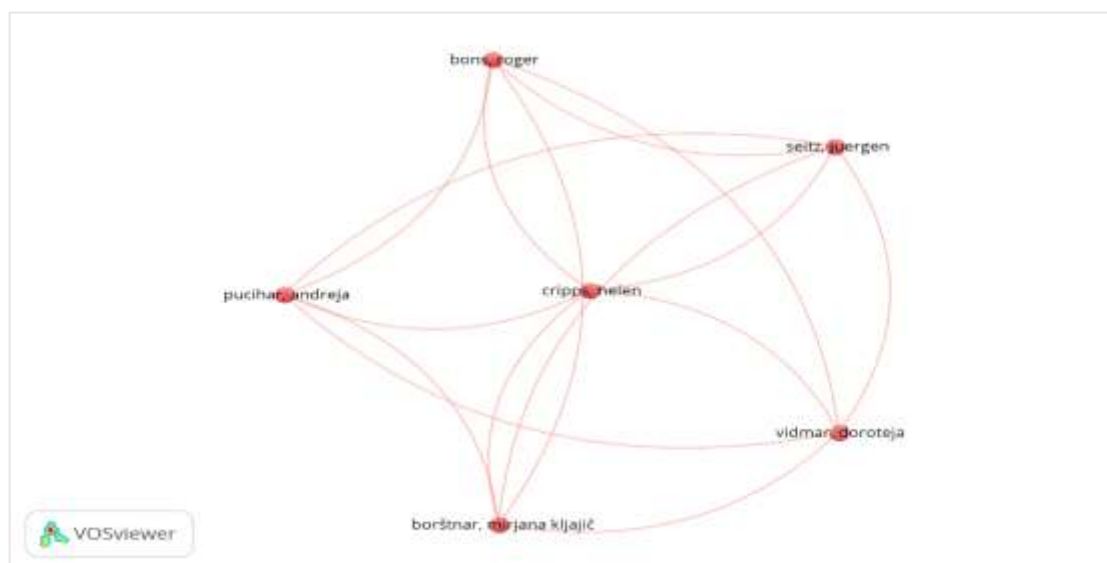 bons, roger
seitz, juergen
cripps, helen
pucihar, andreja
vidmar, doroteja
borštnar, mirjana kljajič
VOSviewer